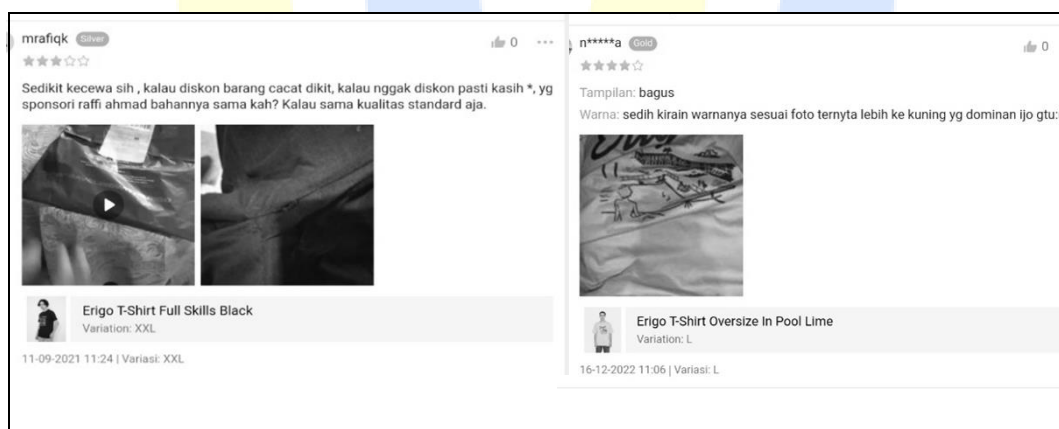 mrafiqk Silver
0
Sedikit kecewa sih , kalau diskon barang cacat dikit, kalau nggak diskon pasti kasih *, yg
sponsori raffi ahmad bahannya sama kah? Kalau sama kualitas standard aja.
Erigo T-Shirt Full Skills Black
Variation: XXL
11-09-2021 11:24 | Variasi: XXL
n*****a Gold
0
Tampilan: bagus
Warna: sedih kirain warnanya sesuai foto ternyta lebih ke kuning yg dominan ijo gtu:
Erigo T-Shirt Oversize In Pool Lime
Variation: L
16-12-2022 11:06 | Variasi: L